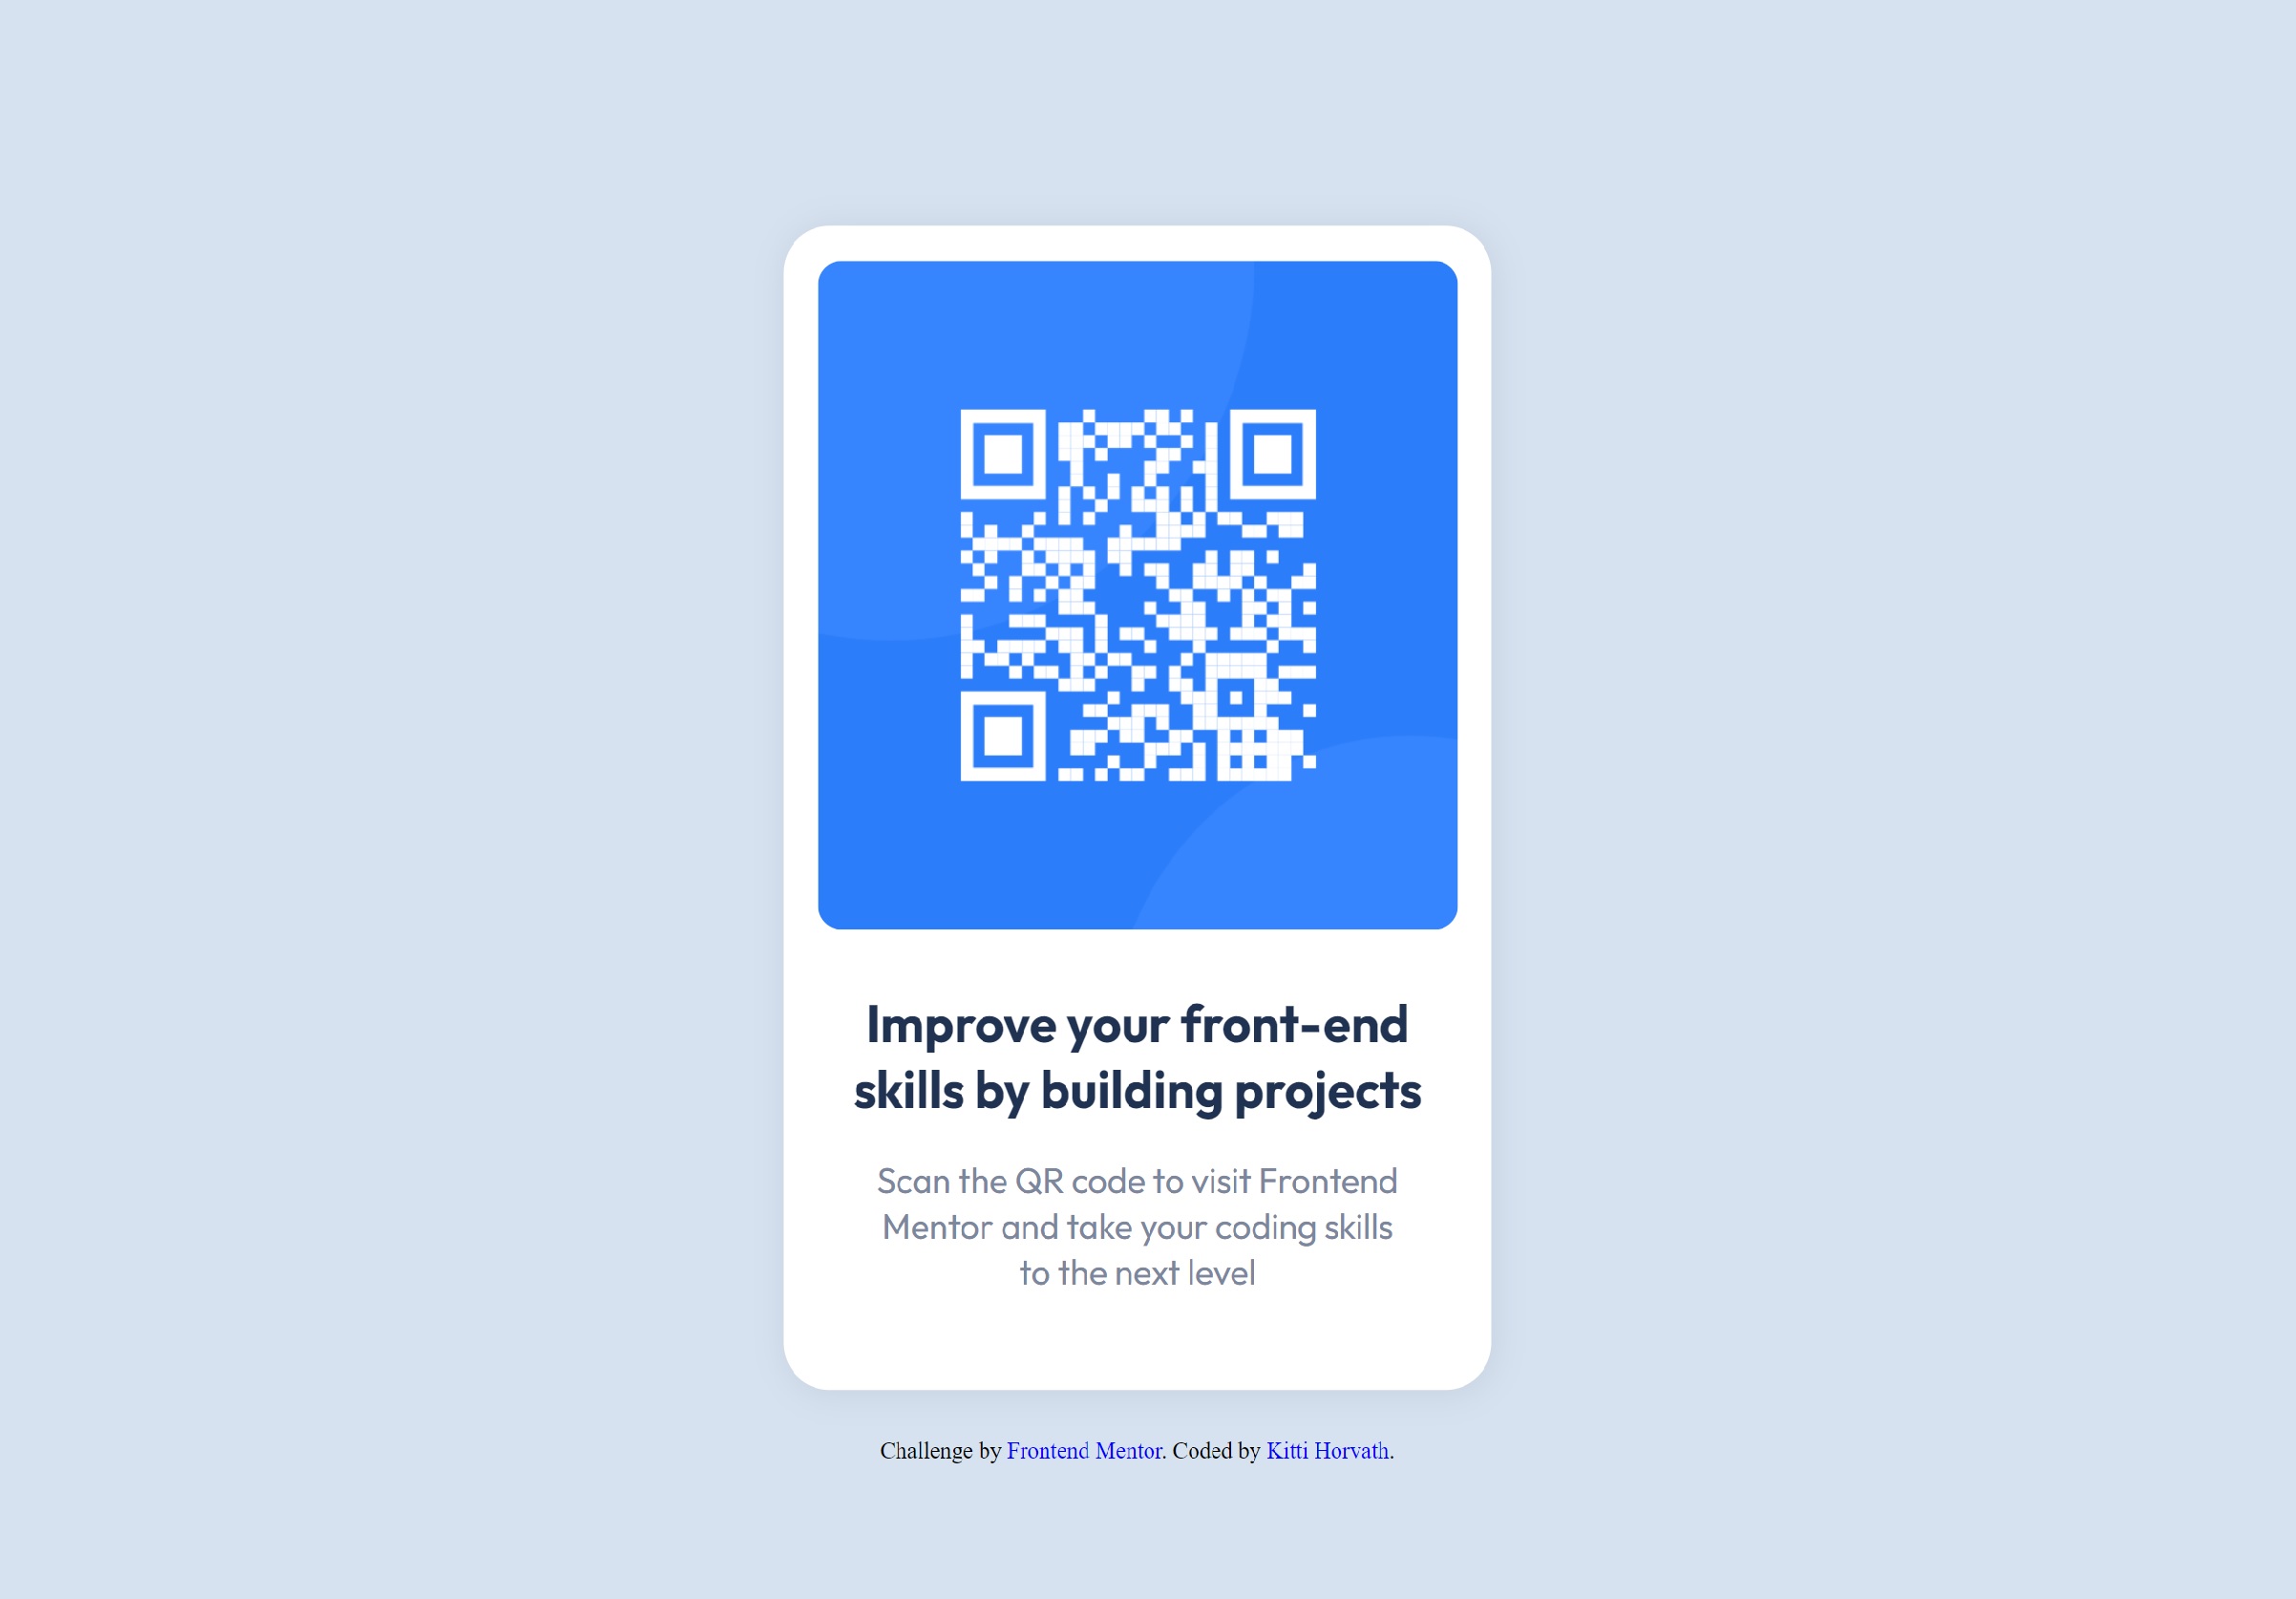 Improve your front-end
skills by building projects
Scan the QR code to visit Frontend
Mentor and take your coding skills
to the next level
Challenge by Frontend Mentor. Coded by Kitti Horvath.